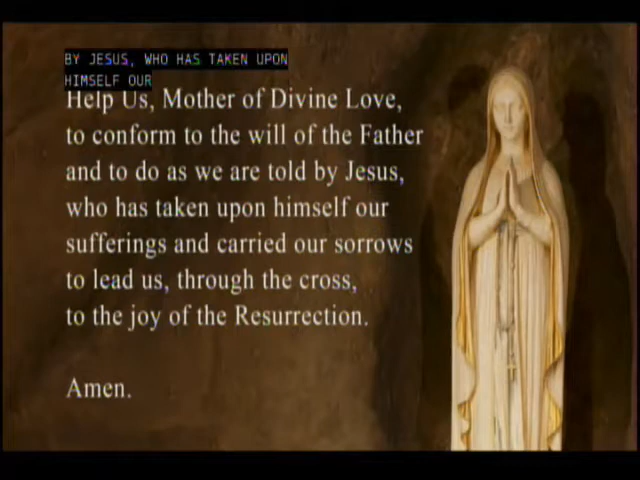 BY JESUS, WHO HAS TAKEN UPON
HIMSELF OUR
Help Us, Mother of Divine Love,
to conform to the will of the Father
and to do as we are told by Jesus,
who has taken upon himself our
sufferings and carried our sorrows
to lead us, through the cross,
to the joy of the Resurrection.
Amen.